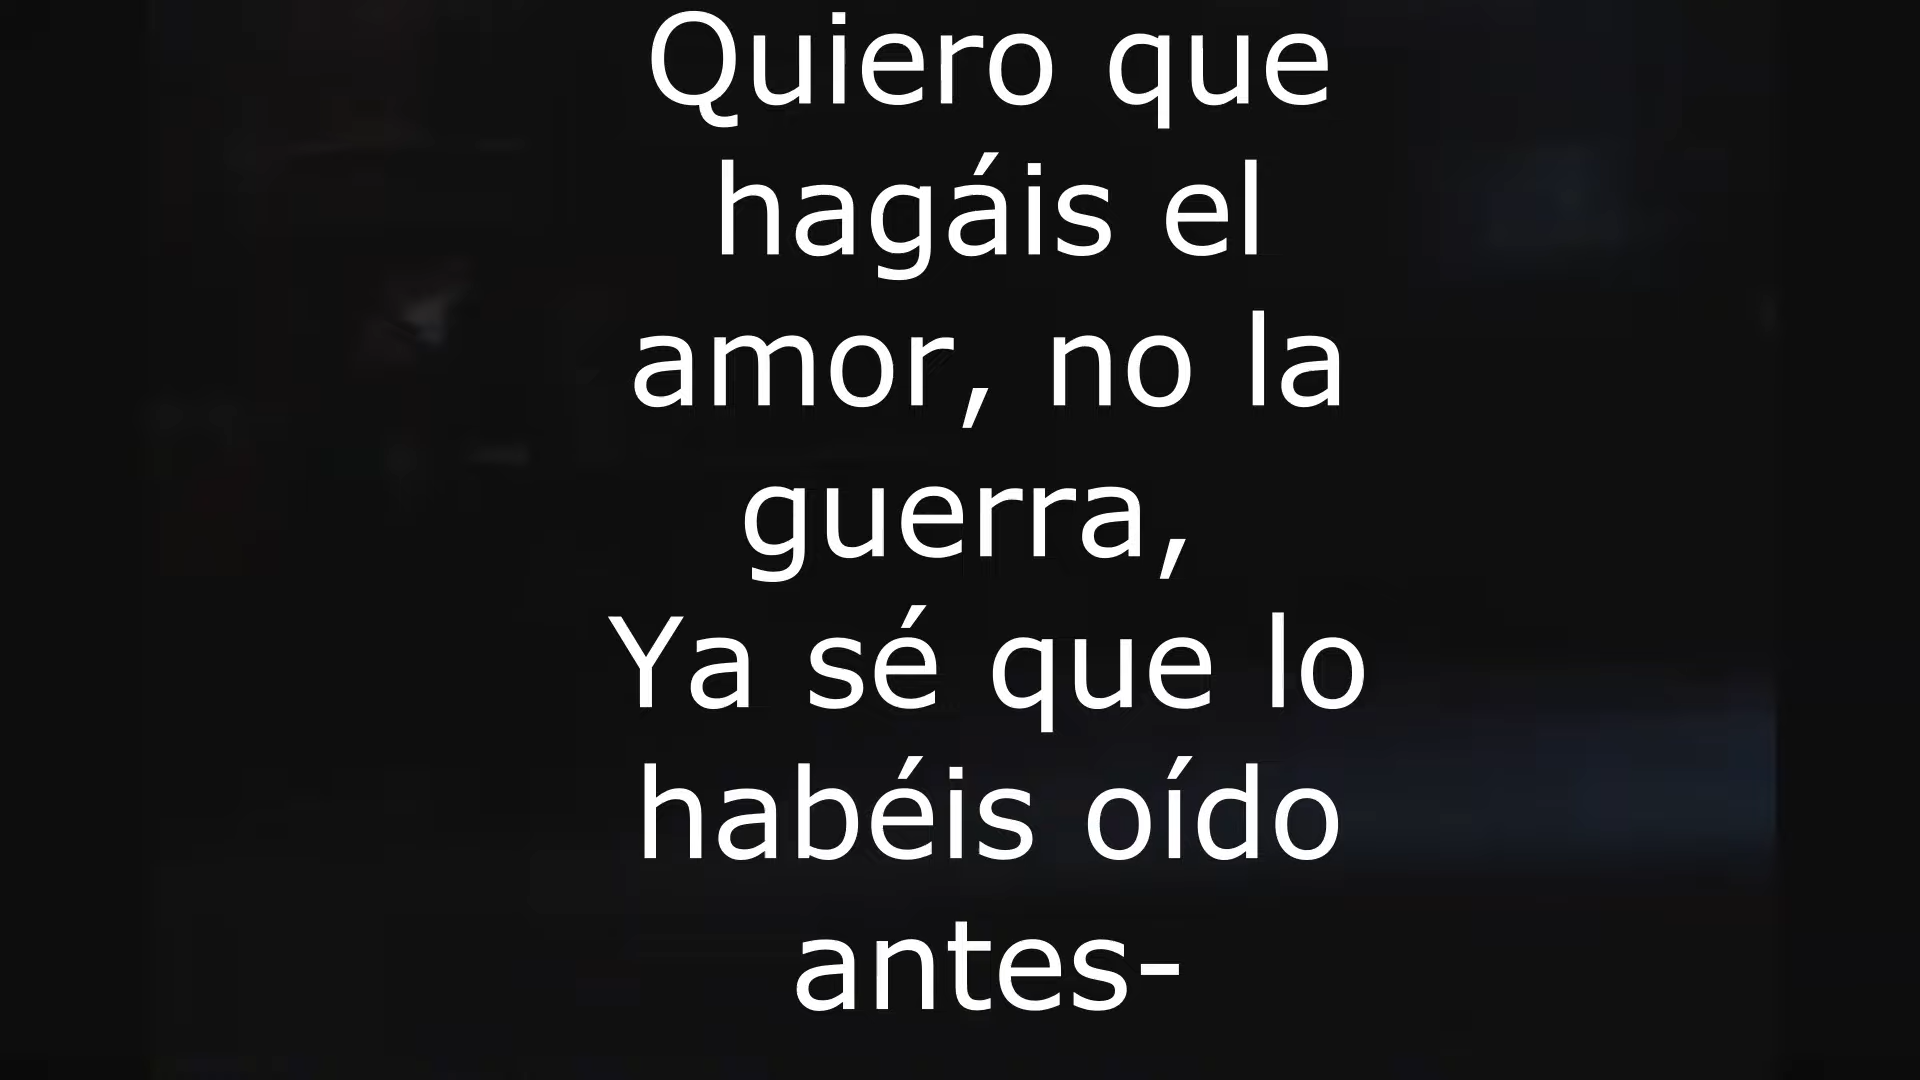 Quiero que
hagáis el
amor, no la
guerra,
Ya sé que lo
habéis oído
antes-